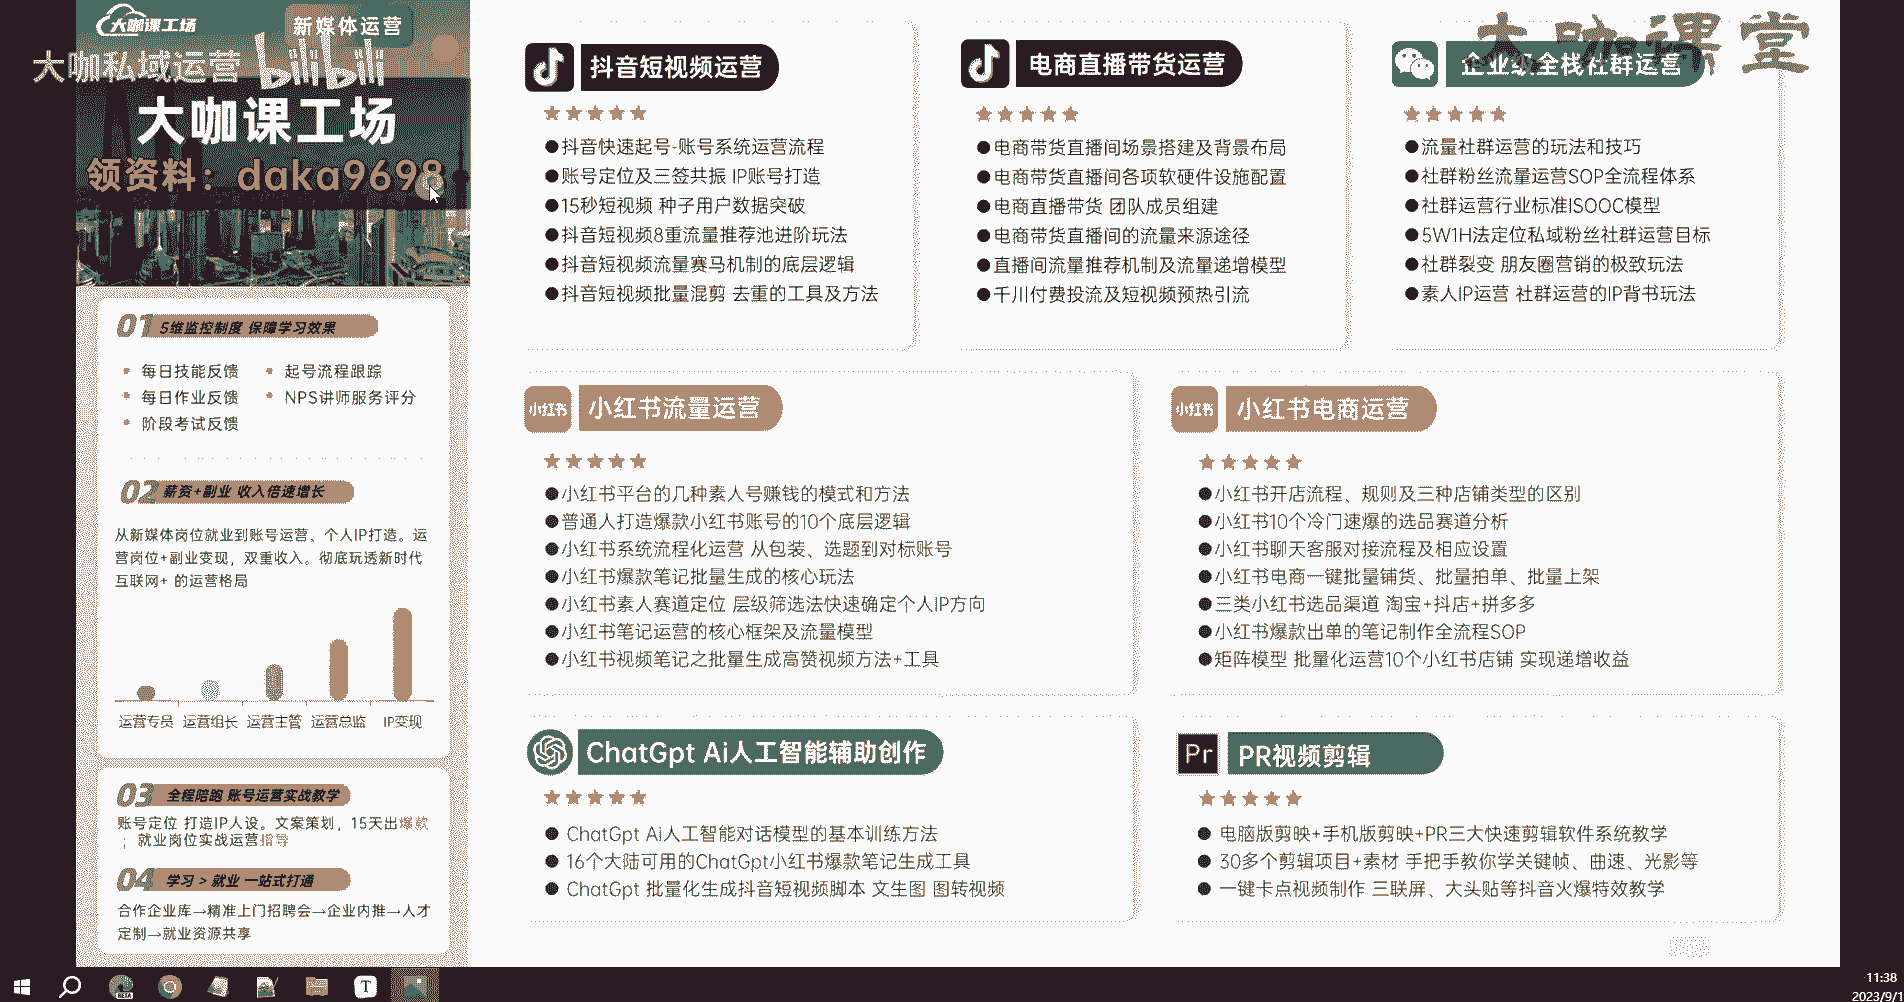 大咖课工场
新媒体运营
大咖私域运营 bilibili
大咖课工场
领资料：daka9698
01 5维监控制度 保障学习效果
每日技能反馈
起号流程跟踪
每日作业反馈
NPS讲师服务评分
阶段考试反馈
02 薪资+副业 收入倍速增长
从新媒体岗位就业到账号运营、个人IP打造。运
营岗位+副业变现，双重收入。彻底玩透新时代
互联网+ 的运营格局
运营专员 运营组长 运营主管 运营总监 IP变现
03 全程陪跑 账号运营实战教学
账号定位 打造IP人设。文案策划，15天出爆款
；就业岗位实战运营指导
04 学习 > 就业 一站式打通
合作企业库→精准上门招聘会→企业内推→人才
定制→就业资源共享
抖音短视频运营
●抖音快速起号-账号系统运营流程
●账号定位及三签共振 IP账号打造
●15秒短视频 种子用户数据突破
●抖音短视频8重流量推荐池进阶玩法
●抖音短视频流量赛马机制的底层逻辑
●抖音短视频批量混剪 去重的工具及方法
电商直播带货运营
●电商带货直播间场景搭建及背景布局
●电商带货直播间各项软硬件设施配置
●电商直播带货 团队成员组建
●电商带货直播间的流量来源途径
●直播间流量推荐机制及流量递增模型
●千川付费投流及短视频预热引流
大咖课堂
企业级全栈社群运营
●流量社群运营的玩法和技巧
●社群粉丝流量运营SOP全流程体系
●社群运营行业标准ISOOC模型
●5W1H法定位私域粉丝社群运营目标
●社群裂变 朋友圈营销的极致玩法
●素人IP运营 社群运营的IP背书玩法
小红书 小红书流量运营
●小红书平台的几种素人号赚钱的模式和方法
●普通人打造爆款小红书账号的10个底层逻辑
●小红书系统流程化运营 从包装、选题到对标账号
●小红书爆款笔记批量生成的核心玩法
●小红书素人赛道定位 层级筛选法快速确定个人IP方向
●小红书笔记运营的核心框架及流量模型
●小红书视频笔记之批量生成高赞视频方法+工具
小红书 小红书电商运营
●小红书开店流程、规则及三种店铺类型的区别
●小红书10个冷门速爆的选品赛道分析
●小红书聊天客服对接流程及相应设置
●小红书电商一键批量铺货、批量拍单、批量上架
●三类小红书选品渠道 淘宝+抖店+拼多多
●小红书爆款出单的笔记制作全流程SOP
●矩阵模型 批量化运营10个小红书店铺 实现递增收益
ChatGpt Ai人工智能辅助创作
● ChatGpt Ai人工智能对话模型的基本训练方法
● 16个大陆可用的ChatGpt小红书爆款笔记生成工具
● ChatGpt 批量化生成抖音短视频脚本 文生图 图转视频
Pr PR视频剪辑
● 电脑版剪映+手机版剪映+PR三大快速剪辑软件系统教学
● 30多个剪辑项目+素材 手把手教你学关键帧、曲速、光影等
● 一键卡点视频制作 三联屏、大头贴等抖音火爆特效教学
BETA
T
11:38
2023/9/1